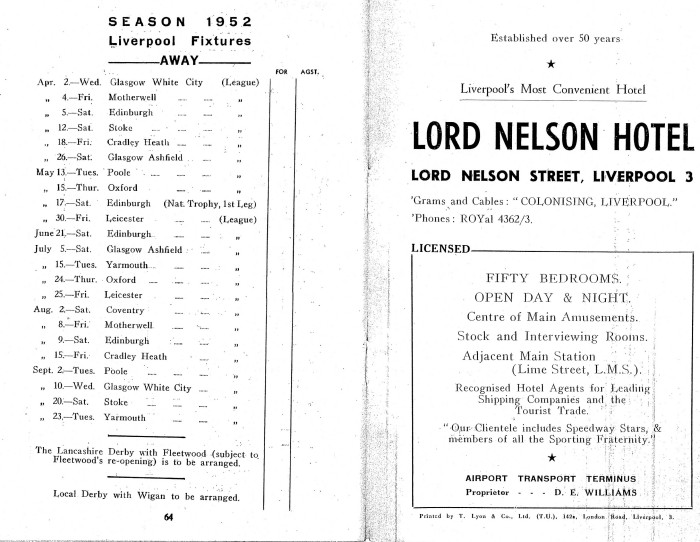 SEASON 1952
Liverpool Fixtures
AWAY
FOR AGST.
Apr. 2.—Wed. Glasgow White City (League)
„ 4.—Fri. Motherwell — — „
„ 5.—Sat. Edinburgh — — „
„ 12.—Sat. Stoke — — — „
„ 18.—Fri. Cradley Heath — — „
„ 26.—Sat. Glasgow Ashfield — — „
May 13.—Tues. Poole — — — „
„ 15.—Thur. Oxford — — — „
„ 17.—Sat. Edinburgh (Nat. Trophy, 1st Leg)
„ 30.—Fri. Leicester — — (League)
June 21.—Sat. Edinburgh — — „
July 5.—Sat. Glasgow Ashfield — — „
„ 15.—Tues. Yarmouth — — — „
„ 24.—Thur. Oxford — — — „
„ 25.—Fri. Leicester — — — „
Aug. 2.—Sat. Coventry — — — „
„ 8.—Fri. Motherwell — — „
„ 9.—Sat. Edinburgh — — „
„ 15.—Fri. Cradley Heath — — „
Sept. 2.—Tues. Poole — — — „
„ 10.—Wed. Glasgow White City — „
„ 20.—Sat. Stoke — — — „
„ 23.—Tues. Yarmouth — — „
The Lancashire Derby with Fleetwood (subject to
Fleetwood's re-opening) is to be arranged.
Local Derby with Wigan to be arranged.
64
Established over 50 years
★
Liverpool's Most Convenient Hotel
LORD NELSON HOTEL
LORD NELSON STREET, LIVERPOOL 3
'Grams and Cables: "COLONISING, LIVERPOOL."
'Phones: ROYal 4362/3.
LICENSED
FIFTY BEDROOMS.
OPEN DAY & NIGHT.
Centre of Main Amusements.
Stock and Interviewing Rooms.
Adjacent Main Station
(Lime Street, L.M.S.).
Recognised Hotel Agents for Leading
Shipping Companies and the
Tourist Trade.
"Our Clientele includes Speedway Stars, &
members of all the Sporting Fraternity."
★
AIRPORT TRANSPORT TERMINUS
Proprietor - - - D. E. WILLIAMS
Printed by T. Lyon & Co., Ltd. (T.U.), 142a, London Road, Liverpool, 3.